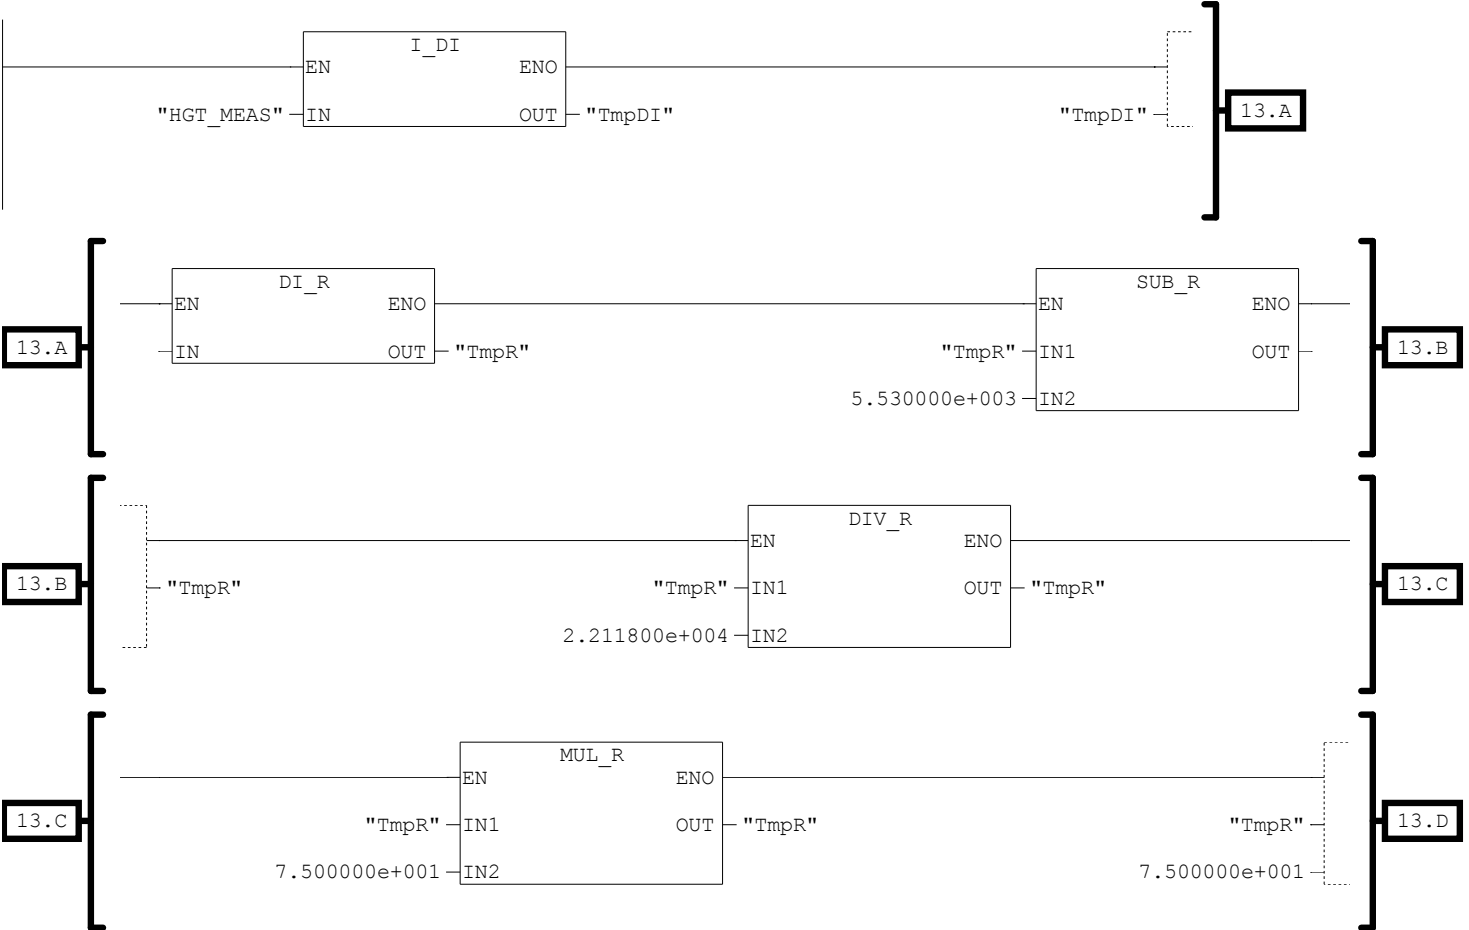 I_DI
EN ENO
"HGT_MEAS" IN OUT "TmpDI" "TmpDI"
13.A
DI_R SUB_R
EN ENO EN ENO
13.A IN OUT "TmpR" "TmpR" IN1 OUT 13.B
5.530000e+003 IN2
DIV_R
EN ENO
13.B "TmpR" "TmpR" IN1 OUT "TmpR" 13.C
2.211800e+004 IN2
MUL_R
EN ENO
13.C "TmpR" IN1 OUT "TmpR" "TmpR" 13.D
7.500000e+001 IN2 7.500000e+001